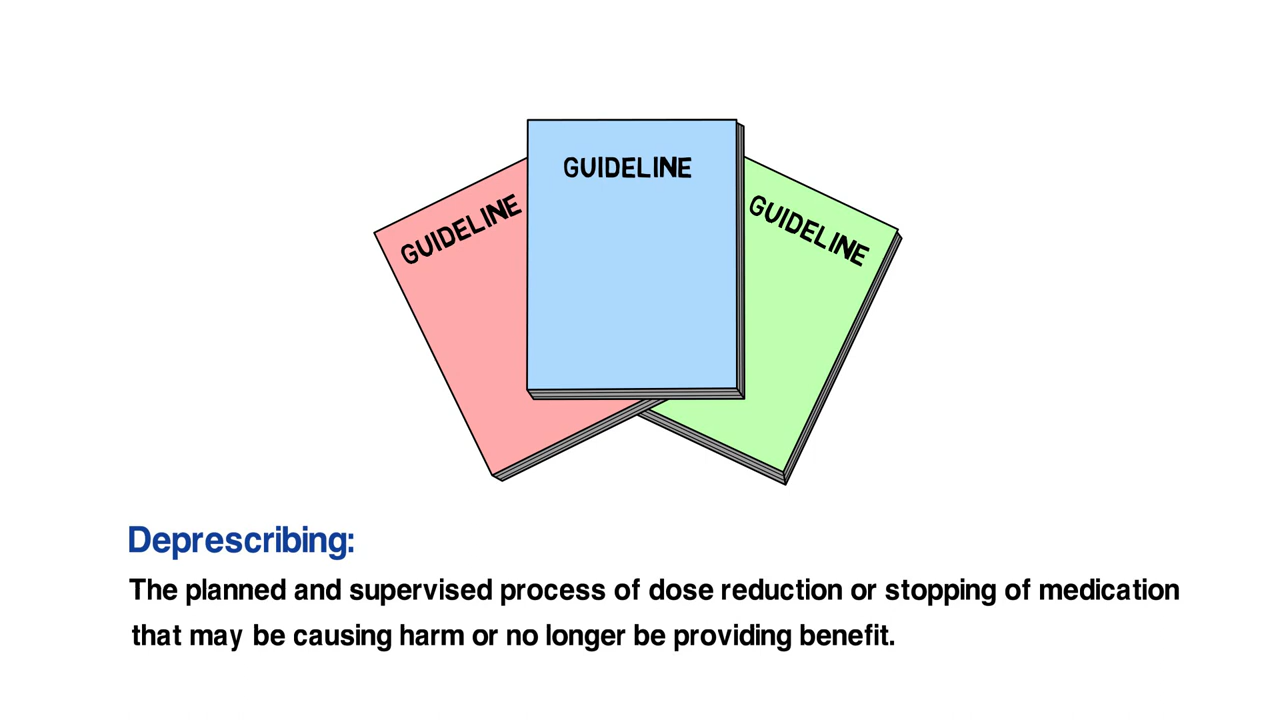 GUIDELINE
GUIDELINE
GUIDELINE
Deprescribing:
The planned and supervised process of dose reduction or stopping of medication
that may be causing harm or no longer be providing benefit.